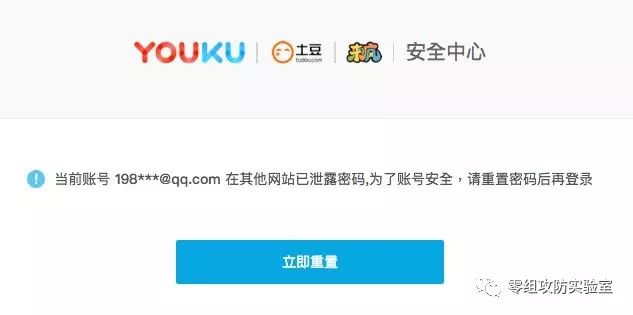 YOUKU 土豆 来疯 安全中心
tudou.com
当前账号 198***@qq.com 在其他网站已泄露密码,为了账号安全，请重置密码后再登录
立即重置
零组攻防实验室